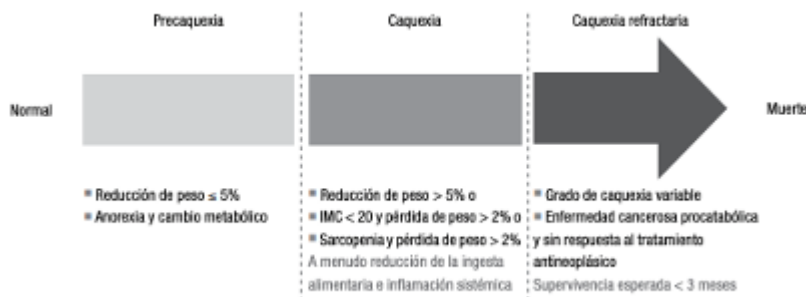 Precaquexia
Caquexia
Caquexia refractaria
Normal
Muerte
▪ Reducción de peso ≤ 5%
▪ Anorexia y cambio metabólico
▪ Reducción de peso > 5% o
▪ IMC < 20 y pérdida de peso > 2% o
▪ Sarcopenia y pérdida de peso > 2%
A menudo reducción de la ingesta
alimentaria e inflamación sistémica
▪ Grado de caquexia variable
▪ Enfermedad cancerosa procatabólica
y sin respuesta al tratamiento
antineoplásico
Supervivencia esperada < 3 meses